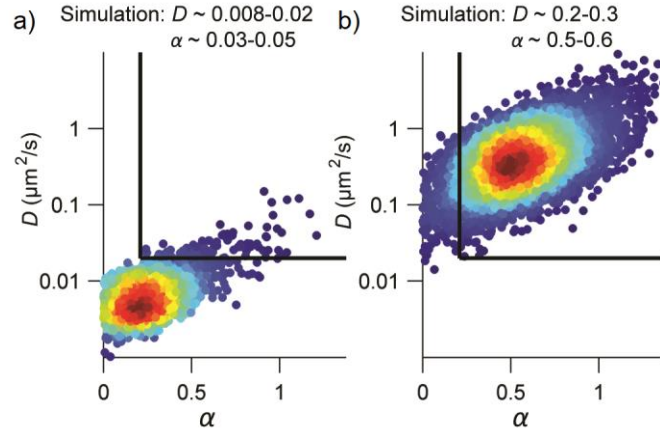 a) Simulation: D ~ 0.008-0.02
α ~ 0.03-0.05
D (μm²/s)
1
0.1
0.01
0
0.5
1
α
b) Simulation: D ~ 0.2-0.3
α ~ 0.5-0.6
D (μm²/s)
1
0.1
0.01
0
0.5
1
α